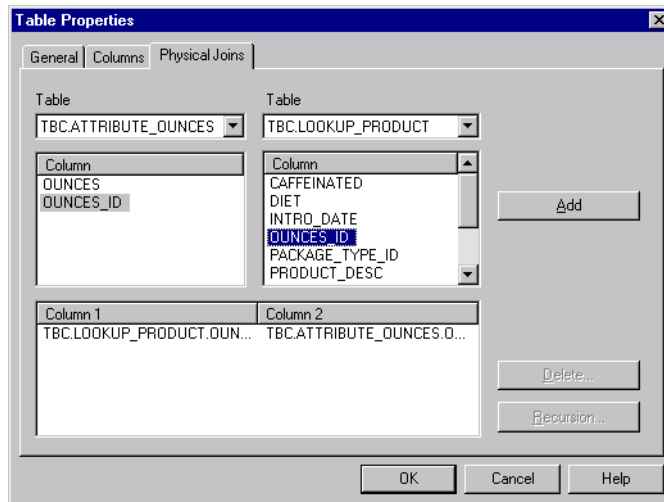 Table Properties
General Columns Physical Joins
Table Table
TBC.ATTRIBUTE_OUNCES TBC.LOOKUP_PRODUCT
Column Column
OUNCES CAFFEINATED
OUNCES_ID DIET
INTRO_DATE
OUNCES_ID
PACKAGE_TYPE_ID
PRODUCT_DESC
Add
Column 1 Column 2
TBC.LOOKUP_PRODUCT.OUN... TBC.ATTRIBUTE_OUNCES.O...
Delete...
Recursion...
OK Cancel Help